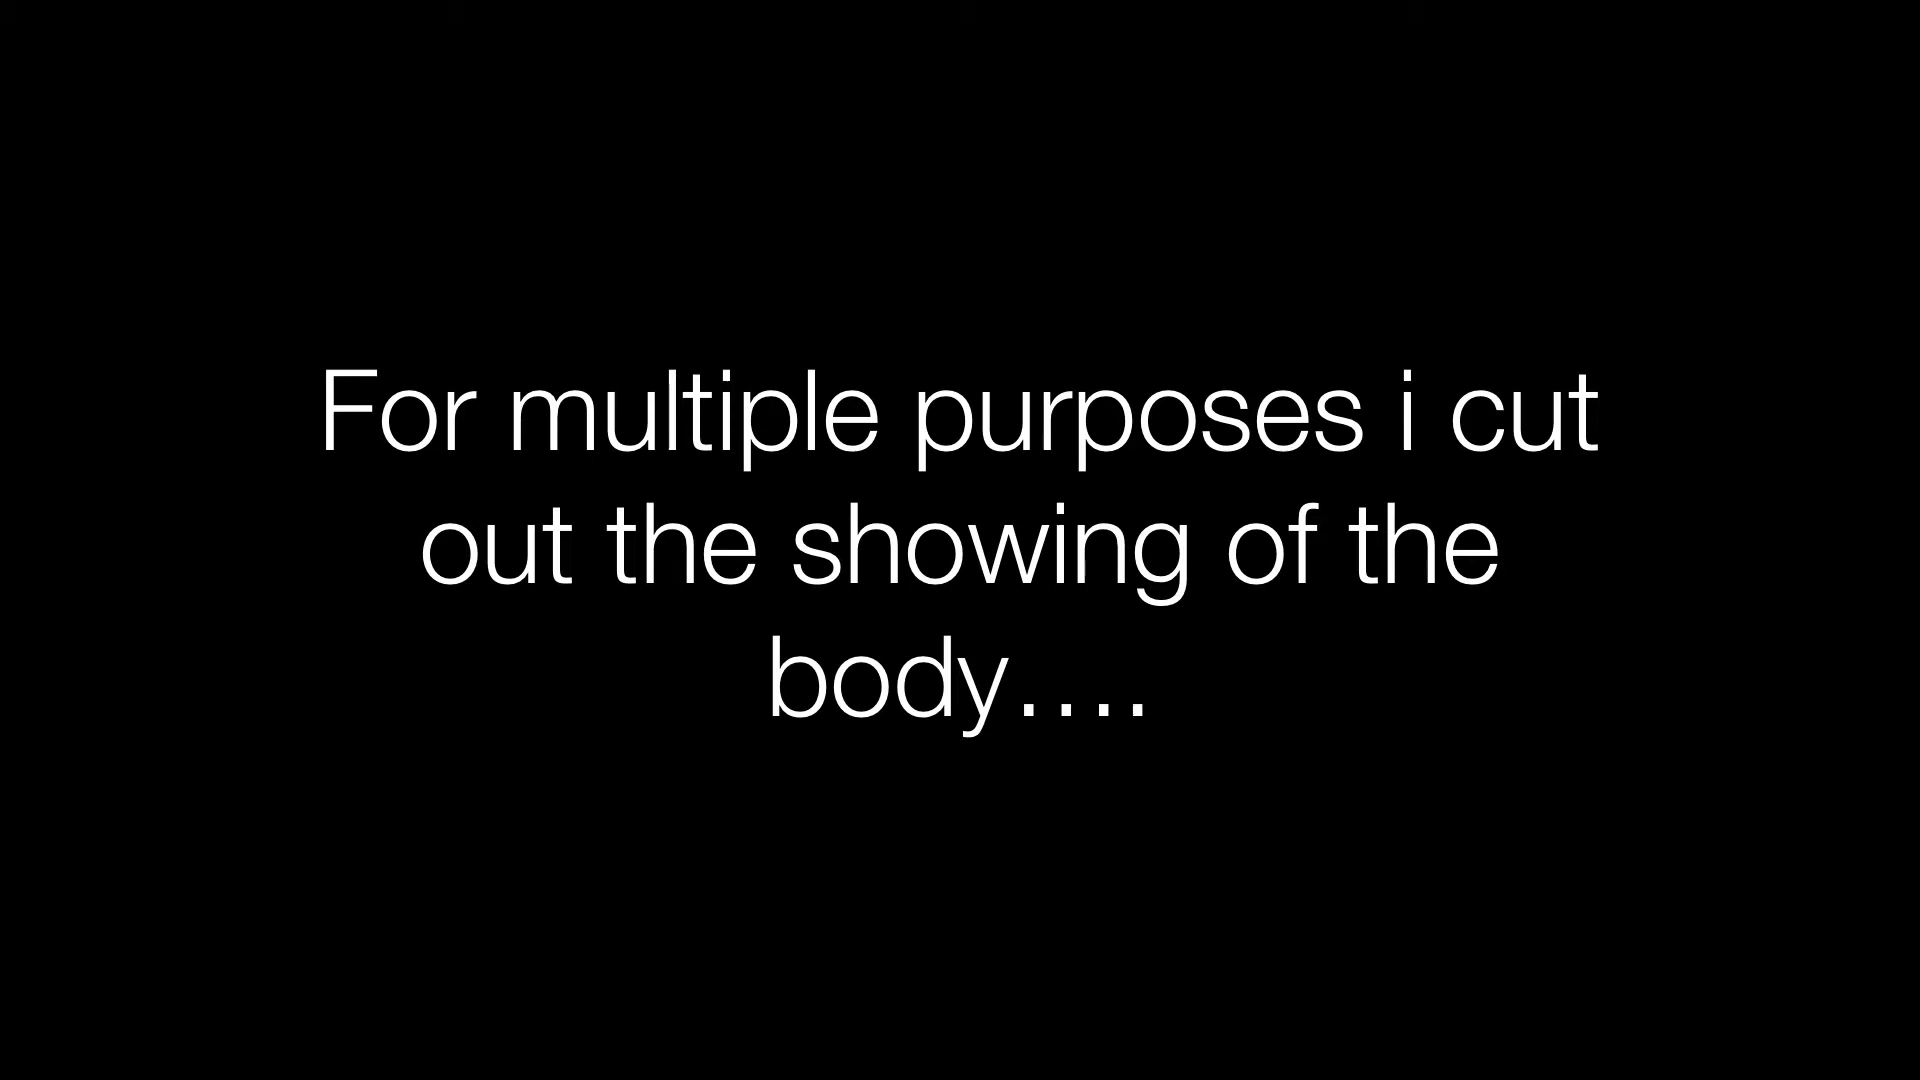 For multiple purposes i cut
out the showing of the
body....